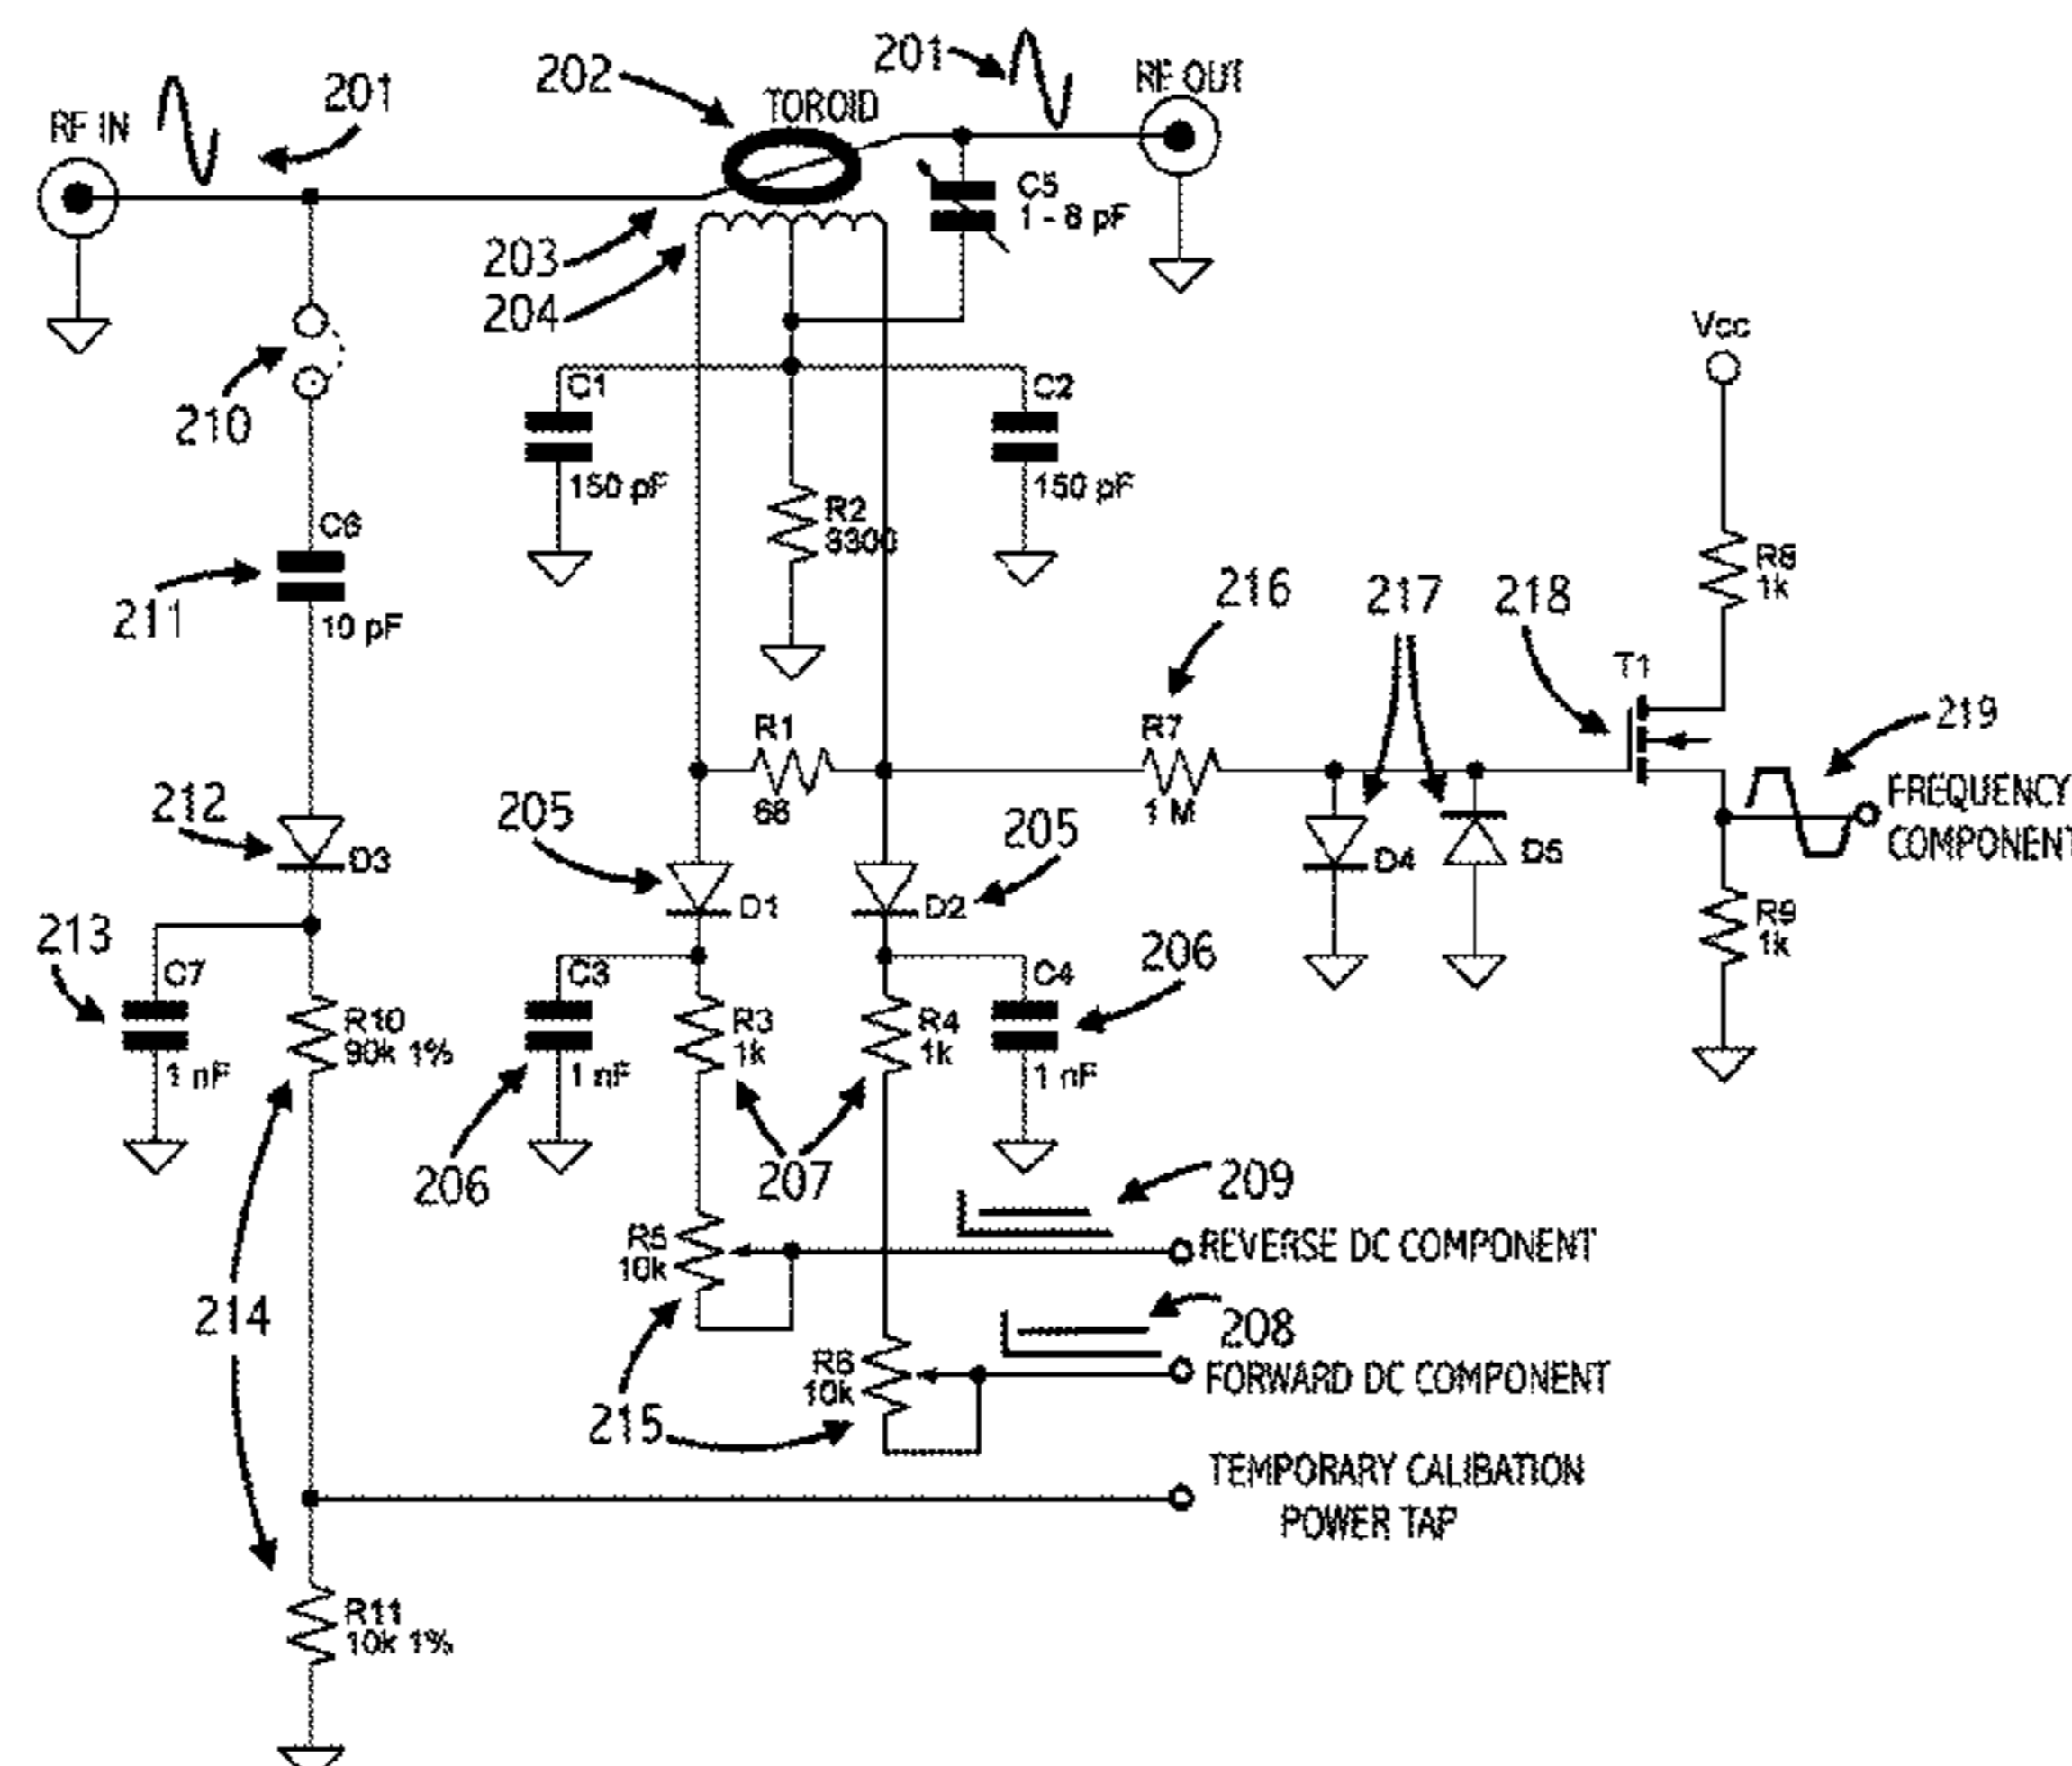 RF IN
201
202
TOROID
201
RF OUT
C5
1 - 8 pF
203
204
210
C1
150 pF
C2
150 pF
R2
3300
C6
10 pF
211
Vcc
R8
1k
216
217
218
T1
219
FREQUENCY
COMPONENT
R1
68
R7
1 M
212
D3
205
D1
205
D2
D4
D5
R9
1k
213
C7
1 nF
R10
90k 1%
C3
1 nF
R3
1k
R4
1k
C4
1 nF
206
206
207
209
REVERSE DC COMPONENT
R5
10k
208
FORWARD DC COMPONENT
R6
10k
214
215
TEMPORARY CALIBATION
POWER TAP
R11
10k 1%